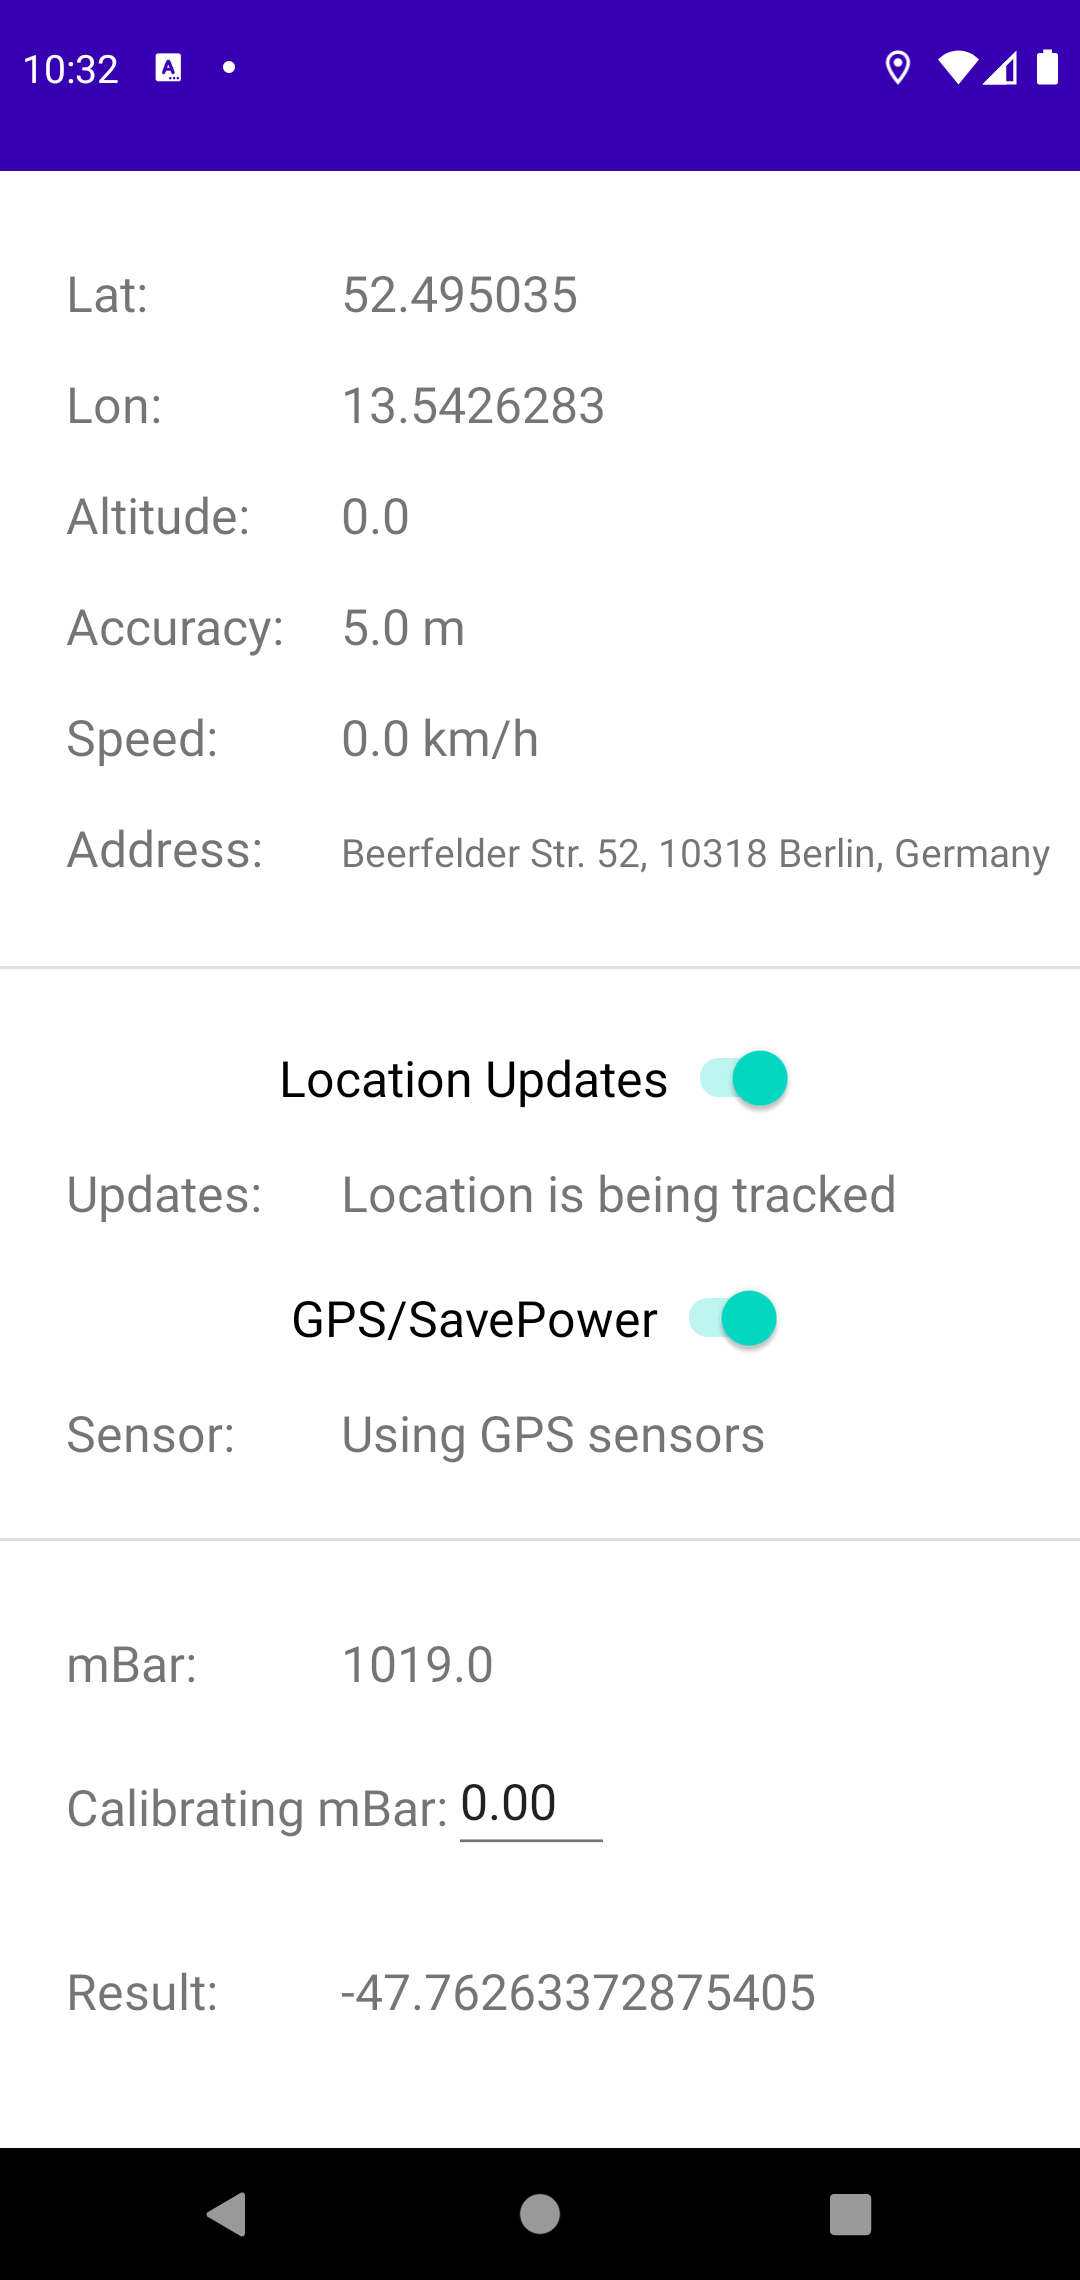 10:32
Lat: 52.495035
Lon: 13.5426283
Altitude: 0.0
Accuracy: 5.0 m
Speed: 0.0 km/h
Address: Beerfelder Str. 52, 10318 Berlin, Germany
Location Updates
Updates: Location is being tracked
GPS/SavePower
Sensor: Using GPS sensors
mBar: 1019.0
Calibrating mBar: 0.00
Result: -47.76263372875405